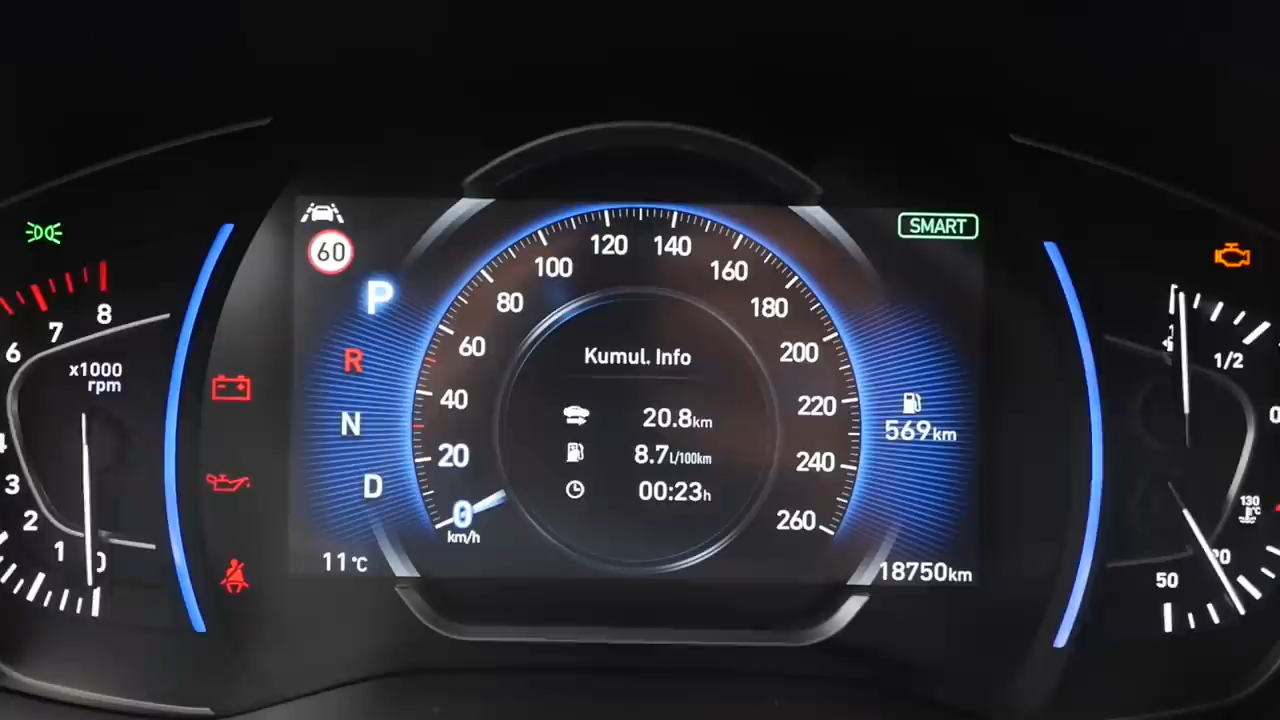 60
SMART
P
R
N
D
8
7
6
3
2
1
0
x1000
rpm
0
20
40
60
80
100
120
140
160
180
200
220
240
260
km/h
Kumul. Info
20.8km
8.7L/100km
00:23h
569km
11°C
18750km
1/2
130
°C
50